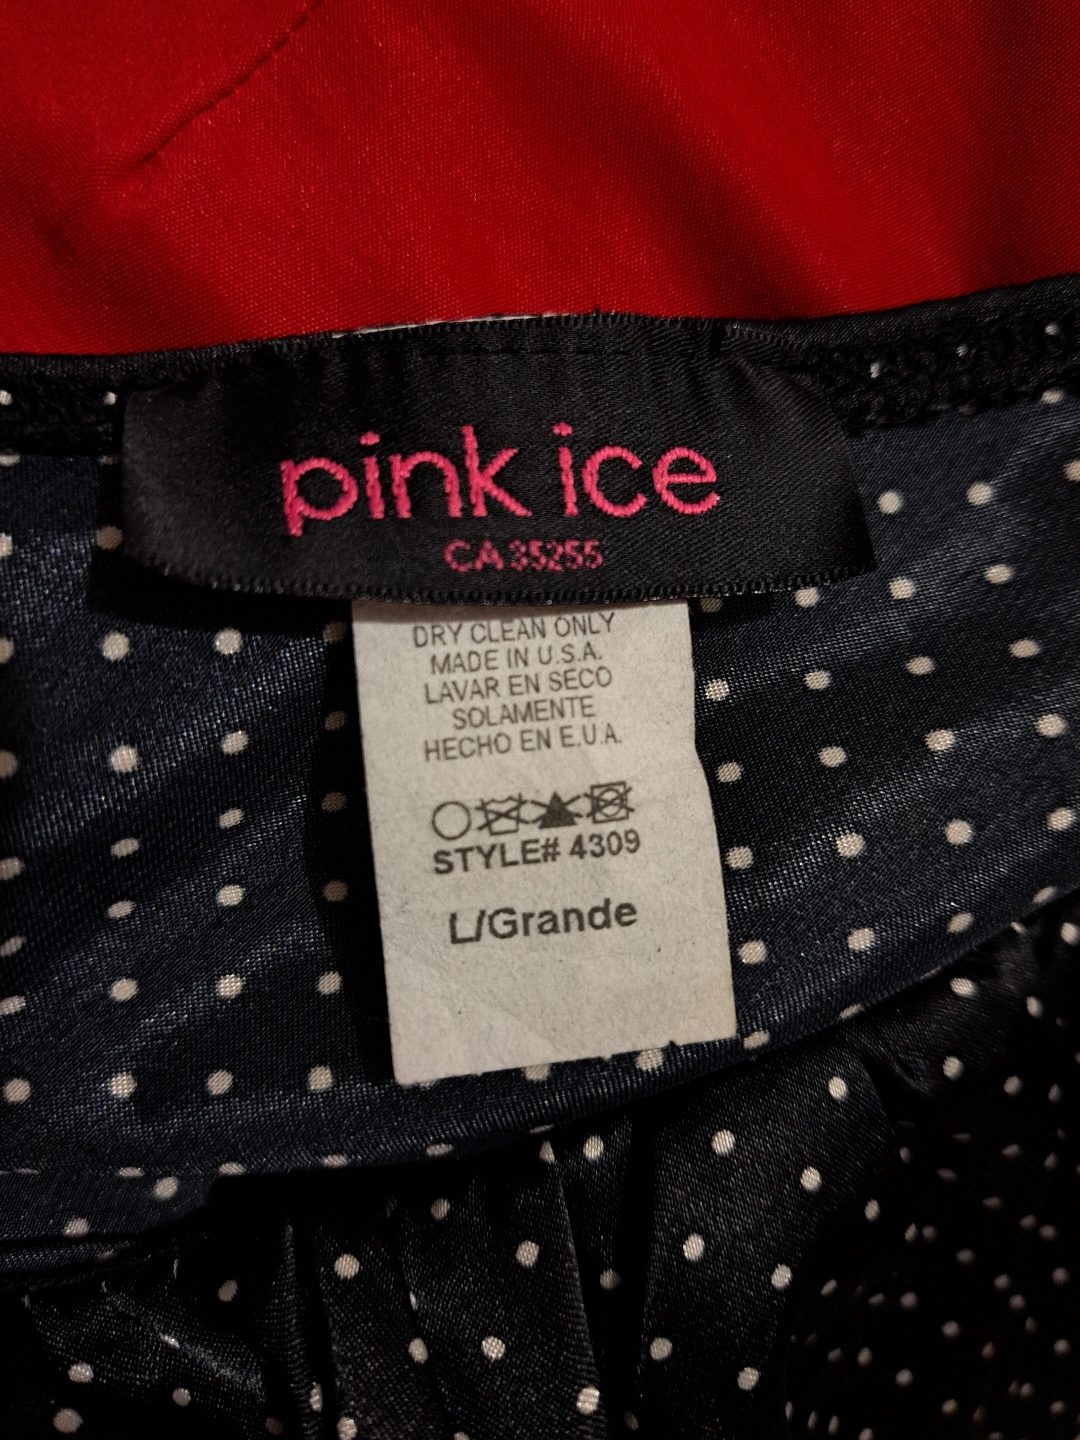 pink ice
CA 35255
DRY CLEAN ONLY
MADE IN U.S.A.
LAVAR EN SECO
SOLAMENTE
HECHO EN E.U.A.
STYLE# 4309
L/Grande